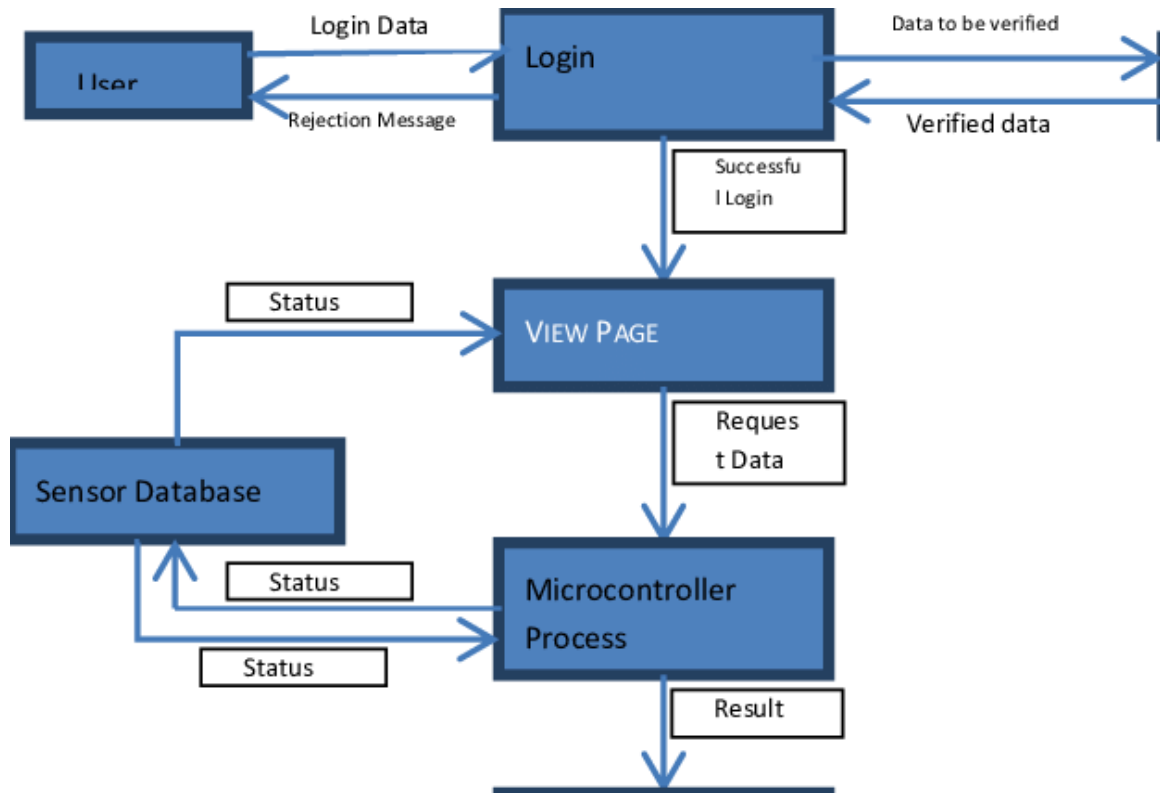 Login Data
Data to be verified
User
Login
Rejection Message
Verified data
Successfu
l Login
Status
VIEW PAGE
Reques
t Data
Sensor Database
Status
Microcontroller
Process
Status
Result